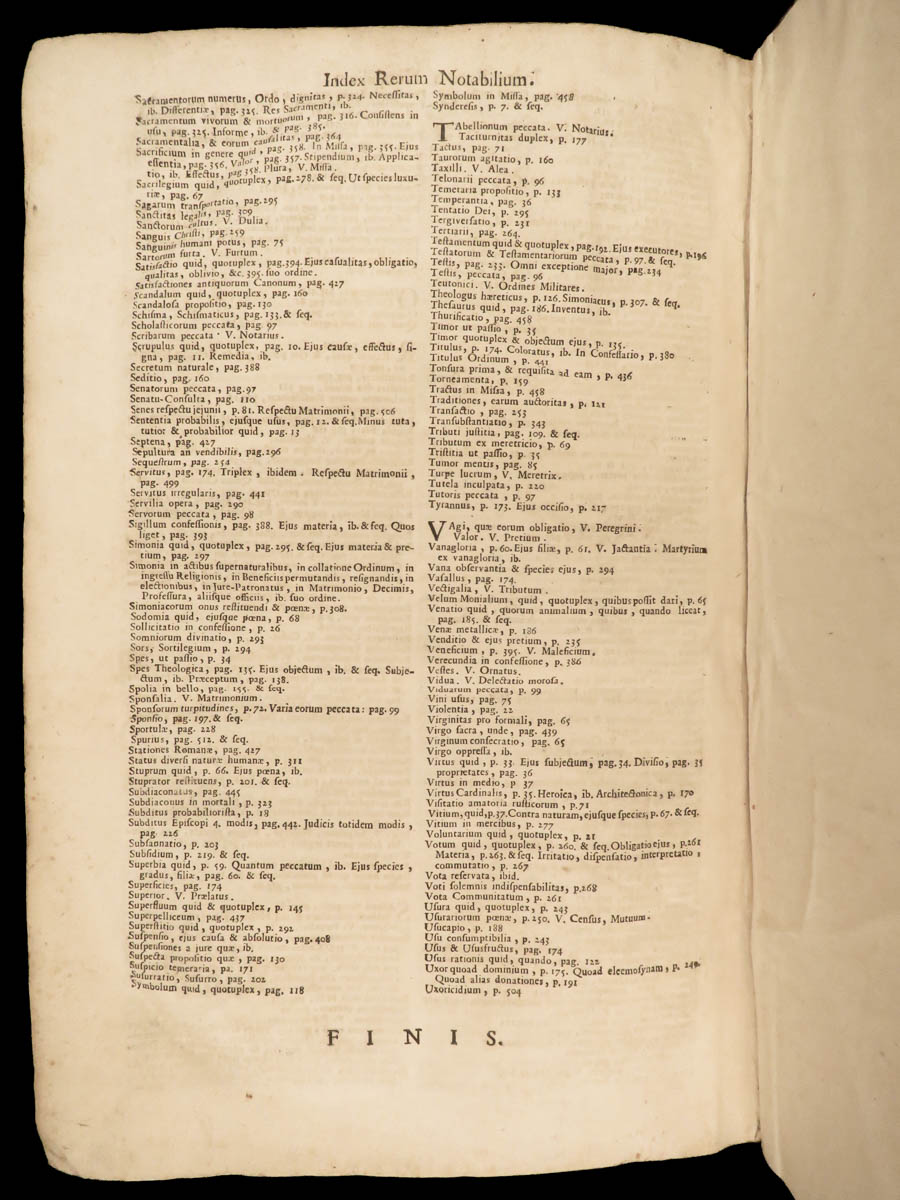 Index Rerum Notabilium.
Sacramentorum numerus, Ordo, dignitas, p. 324. Necessitas,
ib. Differentiæ, pag. 325. Res Sacramenti, ib.
Sacramentum vivorum & mortuorum, pag. 316. Consistens in
usu, pag. 325. Informe, ib. & pag. 385.
Sacramentalia, & eorum causalitas, pag. 364
Sacrificium in genere quid, pag. 358. In Missa, pag. 355. Ejus
essentia, pag. 356. Valor, pag. 357. Stipendium, ib. Applica-
tio, ib. Effectus, pag 358. Plura, V. Missa.
Sacrilegium quid, quotuplex, pag. 278. & seq. Ut species luxu-
riæ, pag. 67
Sagarum transportatio, pag. 295
Sanctitas legalis, pag. 309
Sanctorum cultus. V. Dulia.
Sanguis Christi, pag. 259
Sanguinis humani potus, pag. 75
Sartorum furta. V. Furtum.
Satisfactio quid, quotuplex, pag. 394. Ejus casualitas, obligatio,
qualitas, oblivio, &c. 395. suo ordine.
Satisfactiones antiquorum Canonum, pag. 427
Scandalum quid, quotuplex, pag. 160
Scandalosa propositio, pag. 130
Schisma, Schismaticus, pag. 133. & seq.
Scholasticorum peccata, pag. 97
Scribarum peccata. V. Notarius.
Scrupulus quid, quotuplex, pag. 10. Ejus causæ, effectus, si-
gna, pag. 11. Remedia, ib.
Secretum naturale, pag. 388
Seditio, pag. 160
Senatorum peccata, pag. 97
Senatu-Consulta, pag. 110
Senes respectu jejunii, p. 81. Respectu Matrimonii, pag. 506
Sententia probabilis, ejusque usus, pag. 12. & seq. Minus tuta,
tutior & probabilior quid, pag. 13
Septena, pag. 427
Sepultura an vendibilis, pag. 296
Sequestrum, pag. 254
Servitus, pag. 174. Triplex, ibidem. Respectu Matrimonii,
pag. 499
Servitus irregularis, pag. 441
Servilia opera, pag. 290
Servorum peccata, pag. 98
Sigillum confessionis, pag. 388. Ejus materia, ib. & seq. Quos
liget, pag. 393
Simonia quid, quotuplex, pag. 295. & seq. Ejus materia & pre-
tium, pag. 297
Simonia in actibus supernaturalibus, in collatione Ordinum, in
ingressu Religionis, in Beneficis permutandis, resignandis, in
electionibus, in Jure-Patronatus, in Matrimonio, Decimis,
Professura, aliisque officiis, ib. suo ordine.
Simoniacorum onus restituendi & pœnæ, p. 308.
Sodomia quid, ejusque pœna, p. 68
Sollicitatio in confessione, p. 26
Somniorum divinatio, p. 293
Sors, Sortilegium, p. 294
Spes, ut passio, p. 34
Spes Theologica, pag. 135. Ejus objectum, ib. & seq. Subje-
ctum, ib. Præceptum, pag. 138.
Spolia in bello, pag. 155. & seq.
Sponsalia. V. Matrimonium.
Sponsorum turpitudines, p. 72. Varia eorum peccata: pag. 99
Sponsio, pag. 197. & seq.
Sportulæ, pag. 228
Spurius, pag. 512. & seq.
Stationes Romanæ, pag. 427
Status diversi naturæ humanæ, p. 311
Stuprum quid, p. 66. Ejus pœna, ib.
Stuprator restituens, p. 201. & seq.
Subdiaconatus, pag. 445
Subdiaconus in mortali, p. 323
Subditus probabiliorista, p. 18
Subditus Episcopi 4. modis, pag. 442. Judicis totidem modis,
pag. 226
Subsannatio, p. 203
Subsidium, p. 219. & seq.
Superbia quid, p. 59. Quantum peccatum, ib. Ejus species,
gradus, filiæ, pag. 60. & seq.
Superficies, pag. 174
Superior. V. Prælatus.
Superfluum quid & quotuplex, p. 145
Superpelliceum, pag. 437
Superstitio quid, quotuplex, p. 292
Suspensio, ejus causa & absolutio, pag. 408
Suspensiones a jure quæ, ib.
Suspecta propositio quæ, pag. 130
Suspicio temeraria, pa. 171
Susurratio, Susurro, pag. 202
Symbolum quid, quotuplex, pag. 118
Symbolum in Missa, pag. 458
Synderesis, p. 7. & seq.
TAbellionum peccata. V. Notarius.
Taciturnitas duplex, p. 177
Tactus, pag. 71
Taurorum agitatio, p. 160
Taxilli. V. Alea.
Telonarii peccata, p. 96
Temeraria propositio, p. 133
Temperantia, pag. 36
Tentatio Dei, p. 295
Tergiversatio, p. 231
Tertiarii, pag. 264.
Testamentum quid & quotuplex, pag. 192. Ejus executores, p. 196
Testatorum & Testamentariorum peccata, p. 97. & seq.
Testis, pag. 233. Omni exceptione major, pag. 234
Testis, peccata, pag. 96
Teutonici. V. Ordines Militares.
Theologus hæreticus, p. 126. Simoniacus, p. 307. & seq.
Thesaurus quid, pag. 186. Inventus, ib.
Thurificatio, pag. 458
Timor ut passio, p. 35
Timor quotuplex & objectum ejus, p. 135.
Titulus, p. 174. Coloratus, ib. In Confessario, p. 380
Titulus Ordinum, p. 441
Tonsura prima, & requisita ad eam, p. 436
Torneamenta, p. 159
Tractus in Missa, p. 458
Traditiones, earum auctoritas, p. 121
Transactio, pag. 253
Transubstantiatio, p. 343
Tributi justitia, pag. 109. & seq.
Tributum ex meretricio, p. 69
Tristitia ut passio, p. 35
Tumor mentis, pag. 85
Turpe lucrum, V. Meretrix.
Tutela inculpata, p. 220
Tutoris peccata, p. 97
Tyrannus, p. 173. Ejus occisio, p. 217
VAgi, quæ eorum obligatio, V. Peregrini.
Valor. V. Pretium.
Vanagloria, p. 60. Ejus filiæ, p. 61. V. Jactantia. Martyrium
ex vanagloria, ib.
Vana observantia & species ejus, p. 294
Vasallus, pag. 174.
Vectigalia, V. Tributum.
Velum Monialium, quid, quotuplex, quibus possit dari, p. 65
Venatio quid, quorum animalium, quibus, quando liceat,
pag. 185. & seq.
Venæ metallicæ, p. 186
Venditio & ejus pretium, p. 235
Veneficium, p. 395. V. Maleficium.
Verecundia in confessione, p. 386
Vestes. V. Ornatus.
Vidua. V. Delectatio morosa.
Viduarum peccata, p. 99
Vini usus, pag. 75
Violentia, pag. 22
Virginitas pro formali, pag. 65
Virgo sacra, unde, pag. 439
Virginum consecratio, pag. 65
Virgo oppressa, ib.
Virtus quid, p. 33. Ejus subjectum, pag. 34. Divisio, pag. 35
proprietates, pag. 36
Virtus in medio, p 37
Virtus Cardinalis, p. 35. Heroica, ib. Architectonica, p. 170
Visitatio amatoria rusticorum, p. 71
Vitium, quid, p. 37. Contra naturam, ejusque species, p. 67. & seq.
Vitium in mercibus, p. 277
Voluntarium quid, quotuplex, p. 21
Votum quid, quotuplex, p. 260. & seq. Obligatio ejus, p. 261
Materia, p. 263. & seq. Irritatio, dispensatio, interpretatio,
commutatio, p. 267
Vota reservata, ibid.
Voti solemnis indispensabilitas, p. 268
Vota Communitatum, p. 261
Usura quid, quotuplex, p. 243
Usurariorum pœnæ, p. 250. V. Census, Mutuum.
Usucapio, p. 188
Usu consumptibilia, p. 243
Usus & Ususfructus, pag. 174
Usus rationis quid, quando, pag. 122
Uxor quoad dominium, p. 175. Quoad eleemosynam, p. 149.
Quoad alias donationes, p. 191
Uxoricidium, p. 504
FINIS.